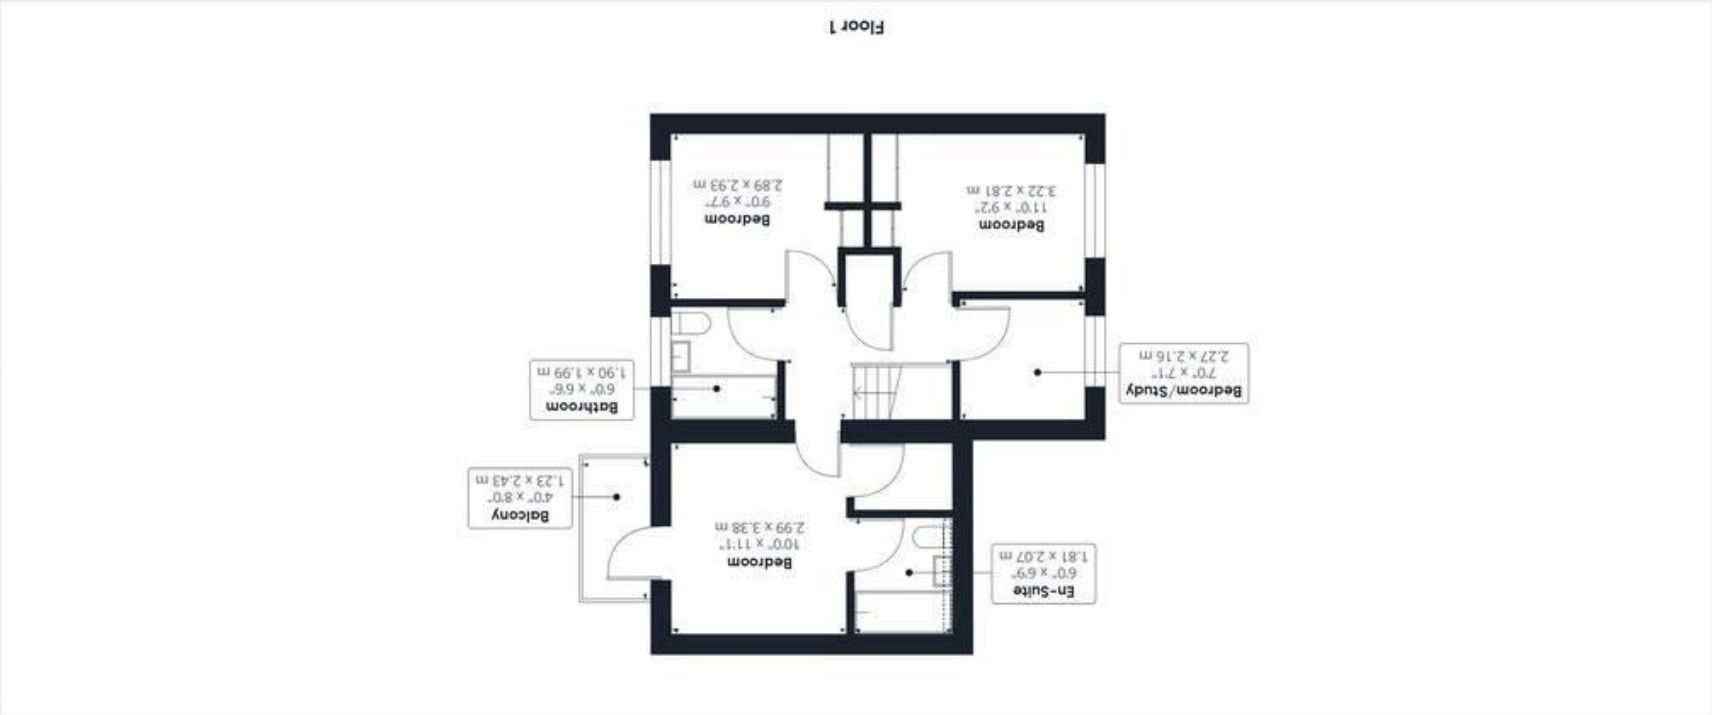 En-Suite
6'0" x 6'9"
1.81 x 2.07 m
Bedroom
10'0" x 11'1"
2.99 x 3.38 m
Balcony
4'0" x 8'0"
1.23 x 2.43 m
Bathroom
6'0" x 6'6"
1.90 x 1.99 m
Bedroom/Study
7'0" x 7'1"
2.27 x 2.16 m
Bedroom
11'0" x 9'2"
3.22 x 2.81 m
Bedroom
9'0" x 9'7"
2.89 x 2.93 m
Floor 1